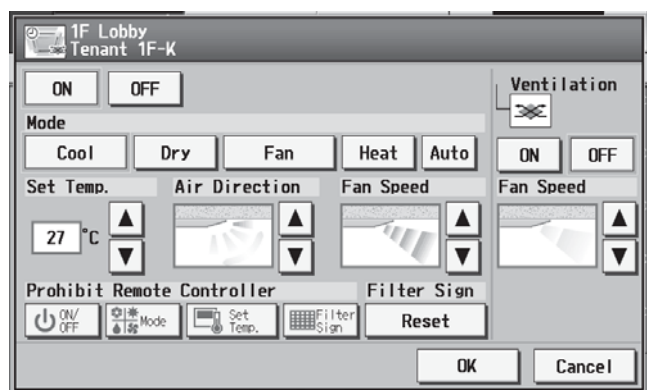 1F Lobby
Tenant 1F-K
ON OFF
Ventilation
Mode
Cool Dry Fan Heat Auto
ON OFF
Set Temp. Air Direction Fan Speed Fan Speed
27 °C
Prohibit Remote Controller Filter Sign
ON/OFF Mode Set Temp. Filter Sign Reset
OK Cancel